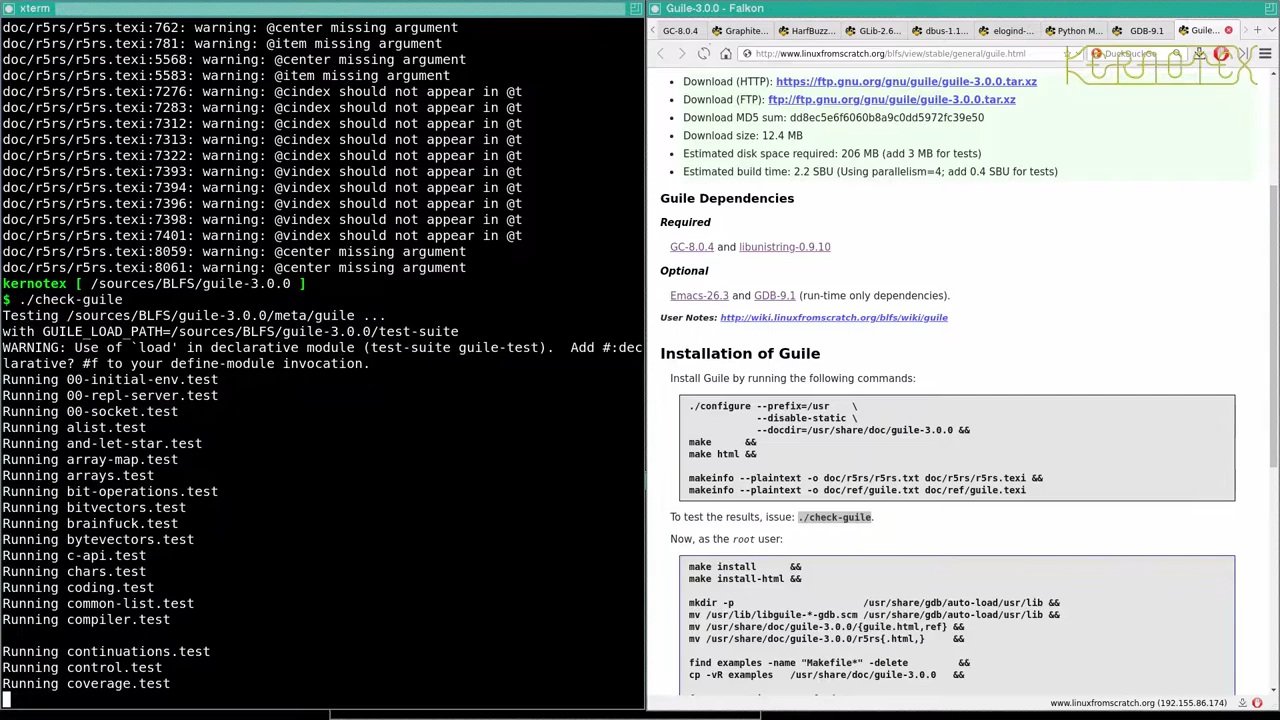 xterm
doc/r5rs/r5rs.texi:762: warning: @center missing argument
doc/r5rs/r5rs.texi:781: warning: @item missing argument
doc/r5rs/r5rs.texi:5568: warning: @center missing argument
doc/r5rs/r5rs.texi:5583: warning: @item missing argument
doc/r5rs/r5rs.texi:7276: warning: @cindex should not appear in @t
doc/r5rs/r5rs.texi:7283: warning: @cindex should not appear in @t
doc/r5rs/r5rs.texi:7312: warning: @cindex should not appear in @t
doc/r5rs/r5rs.texi:7313: warning: @cindex should not appear in @t
doc/r5rs/r5rs.texi:7322: warning: @cindex should not appear in @t
doc/r5rs/r5rs.texi:7393: warning: @vindex should not appear in @t
doc/r5rs/r5rs.texi:7394: warning: @vindex should not appear in @t
doc/r5rs/r5rs.texi:7396: warning: @vindex should not appear in @t
doc/r5rs/r5rs.texi:7398: warning: @vindex should not appear in @t
doc/r5rs/r5rs.texi:7401: warning: @vindex should not appear in @t
doc/r5rs/r5rs.texi:8059: warning: @center missing argument
doc/r5rs/r5rs.texi:8061: warning: @center missing argument
kernotex [ /sources/BLFS/guile-3.0.0 ]
$ ./check-guile
Testing /sources/BLFS/guile-3.0.0/meta/guile ...
with GUILE_LOAD_PATH=/sources/BLFS/guile-3.0.0/test-suite
WARNING: Use of `load' in declarative module (test-suite guile-test).  Add #:dec
larative? #f to your define-module invocation.
Running 00-initial-env.test
Running 00-repl-server.test
Running 00-socket.test
Running alist.test
Running and-let-star.test
Running array-map.test
Running arrays.test
Running bit-operations.test
Running bitvectors.test
Running brainfuck.test
Running bytevectors.test
Running c-api.test
Running chars.test
Running coding.test
Running common-list.test
Running compiler.test
Running continuations.test
Running control.test
Running coverage.test
Guile-3.0.0 - Falkon
GC-8.0.4 Graphite... HarfBuzz... GLib-2.6... dbus-1.1... elogind-... Python M... GDB-9.1 Guile...
http://www.linuxfromscratch.org/blfs/view/stable/general/guile.html DuckDuckGo
KERNOTEX
Download (HTTP): https://ftp.gnu.org/gnu/guile/guile-3.0.0.tar.xz
Download (FTP): ftp://ftp.gnu.org/gnu/guile/guile-3.0.0.tar.xz
Download MD5 sum: dd8ec5e6f6060b8a9c0dd5972fc39e50
Download size: 12.4 MB
Estimated disk space required: 206 MB (add 3 MB for tests)
Estimated build time: 2.2 SBU (Using parallelism=4; add 0.4 SBU for tests)
Guile Dependencies
Required
GC-8.0.4 and libunistring-0.9.10
Optional
Emacs-26.3 and GDB-9.1 (run-time only dependencies).
User Notes: http://wiki.linuxfromscratch.org/blfs/wiki/guile
Installation of Guile
Install Guile by running the following commands:
./configure --prefix=/usr \
--disable-static \
--docdir=/usr/share/doc/guile-3.0.0 &&
make &&
make html &&
makeinfo --plaintext -o doc/r5rs/r5rs.txt doc/r5rs/r5rs.texi &&
makeinfo --plaintext -o doc/ref/guile.txt doc/ref/guile.texi
To test the results, issue: ./check-guile.
Now, as the root user:
make install &&
make install-html &&
mkdir -p /usr/share/gdb/auto-load/usr/lib &&
mv /usr/lib/libguile-*-gdb.scm /usr/share/gdb/auto-load/usr/lib &&
mv /usr/share/doc/guile-3.0.0/{guile.html,ref} &&
mv /usr/share/doc/guile-3.0.0/r5rs{.html,} &&
find examples -name "Makefile*" -delete &&
cp -vR examples /usr/share/doc/guile-3.0.0 &&
www.linuxfromscratch.org (192.155.86.174)